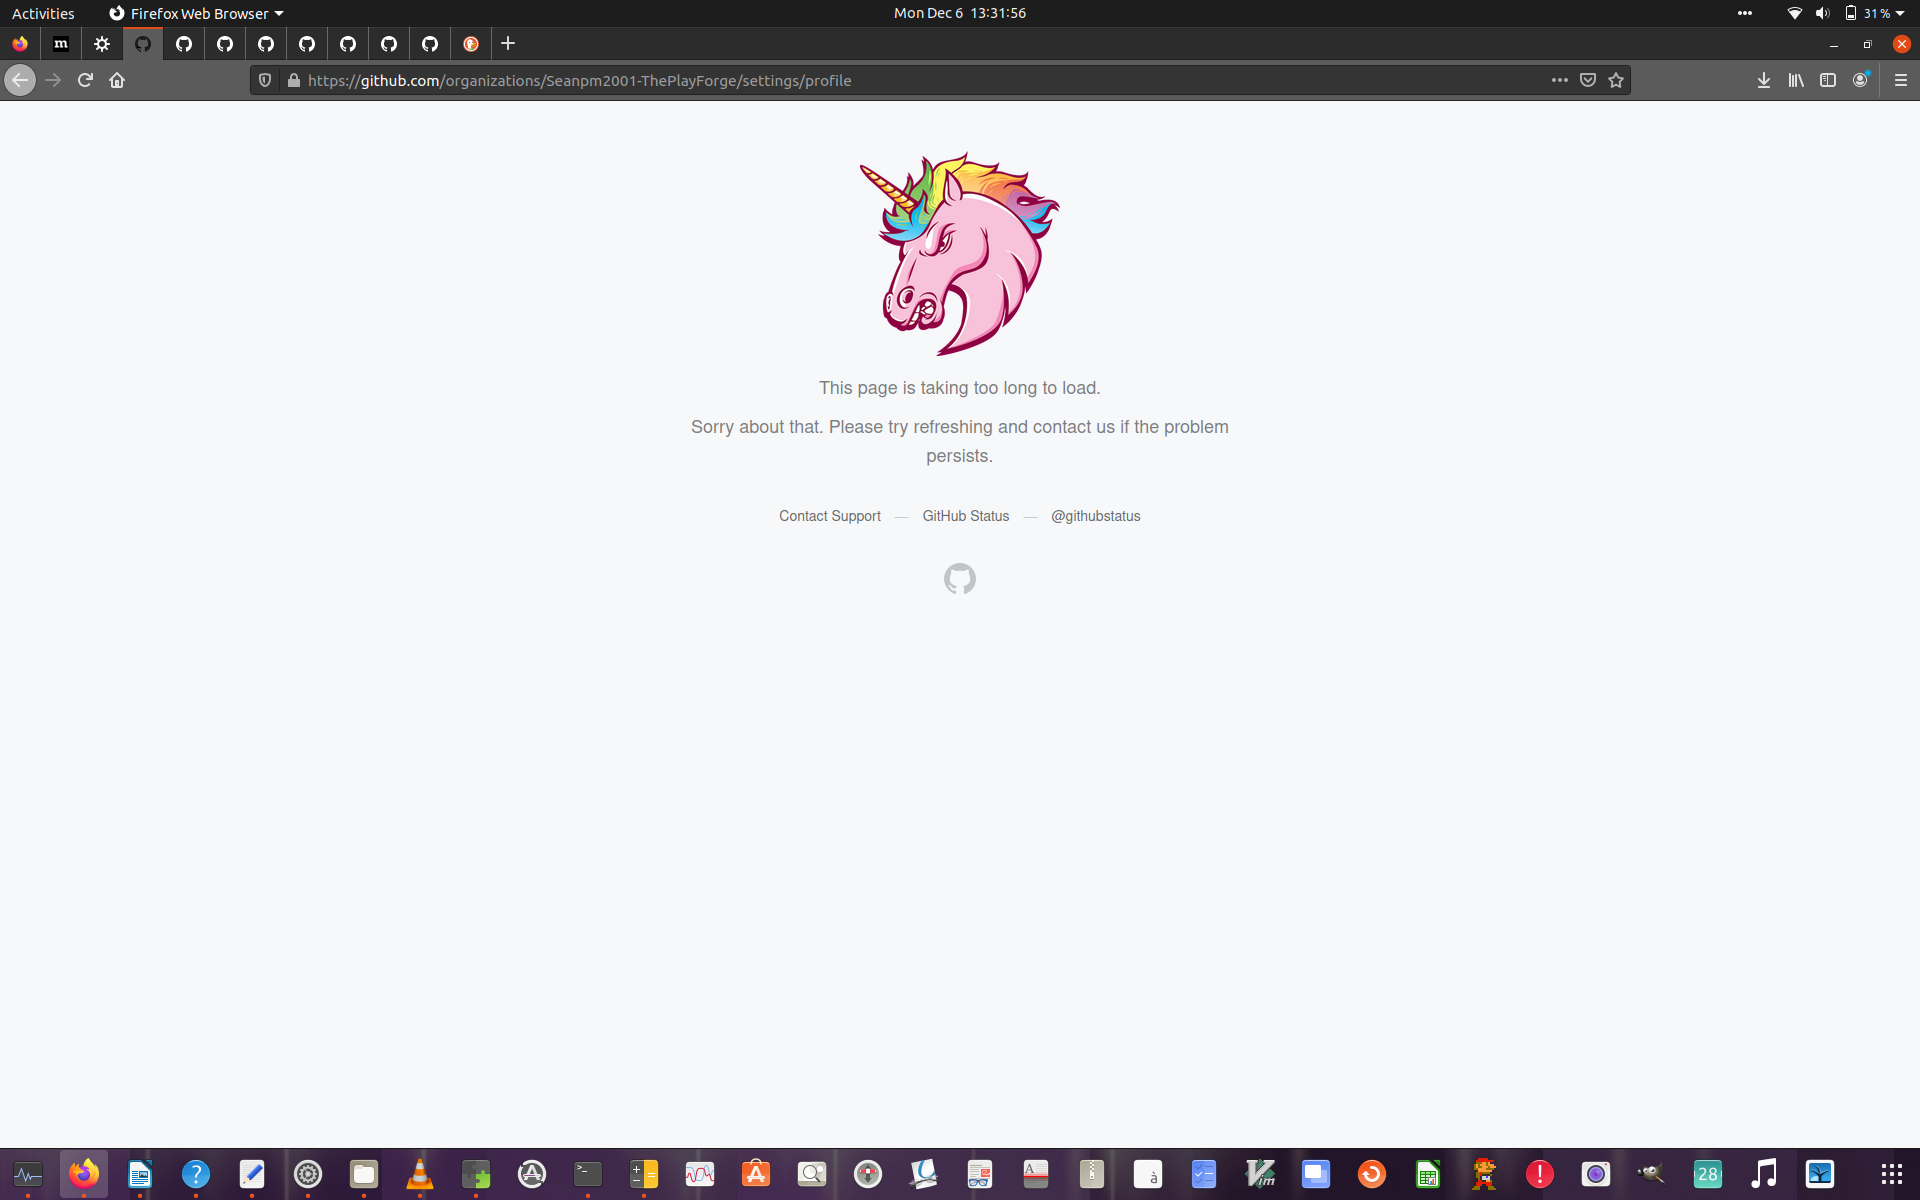 Activities
Firefox Web Browser
Mon Dec 6 13:31:56
31 %
m
https://github.com/organizations/Seanpm2001-ThePlayForge/settings/profile
This page is taking too long to load.
Sorry about that. Please try refreshing and contact us if the problem
persists.
Contact Support — GitHub Status — @githubstatus
?
>_
A
à
Vim
!
28